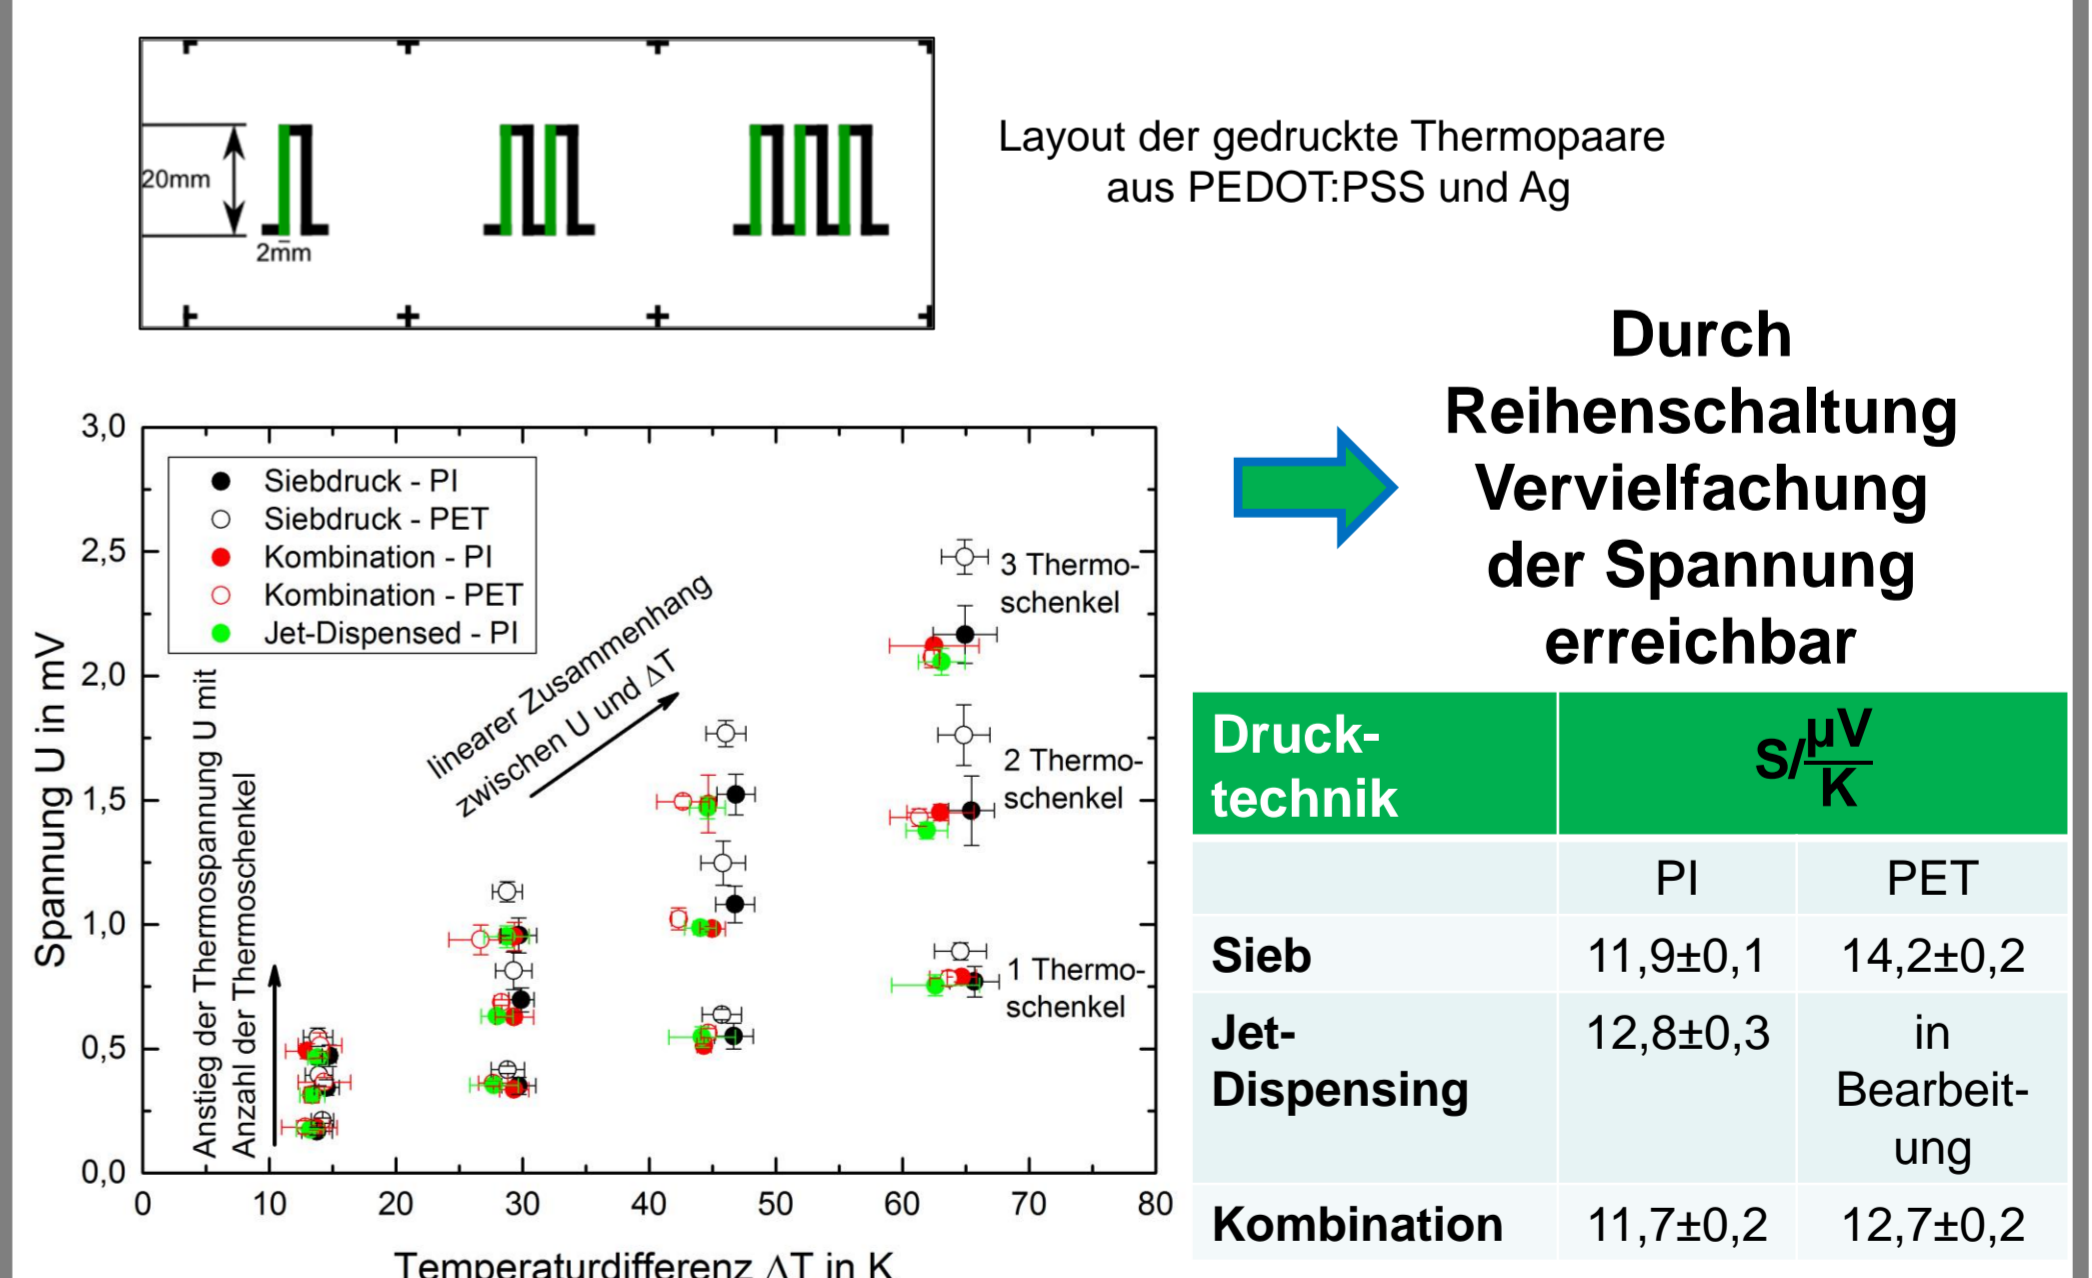 20mm
2mm
Layout der gedruckte Thermopaare
aus PEDOT:PSS und Ag
Durch
Reihenschaltung
Vervielfachung
der Spannung
erreichbar
Spannung U in mV
3,0
2,5
2,0
1,5
1,0
0,5
0,0
Siebdruck - PI
Siebdruck - PET
Kombination - PI
Kombination - PET
Jet-Dispensed - PI
Anstieg der Thermospannung U mit
Anzahl der Thermoschenkel
linearer Zusammenhang
zwischen U und ΔT
3 Thermo-
schenkel
2 Thermo-
schenkel
1 Thermo-
schenkel
0 10 20 30 40 50 60 70 80
Temperaturdifferenz ΔT in K
Druck-
technik
S/µV/K
PI PET
Sieb 11,9±0,1 14,2±0,2
Jet-
Dispensing
12,8±0,3
in
Bearbeit-
ung
Kombination 11,7±0,2 12,7±0,2